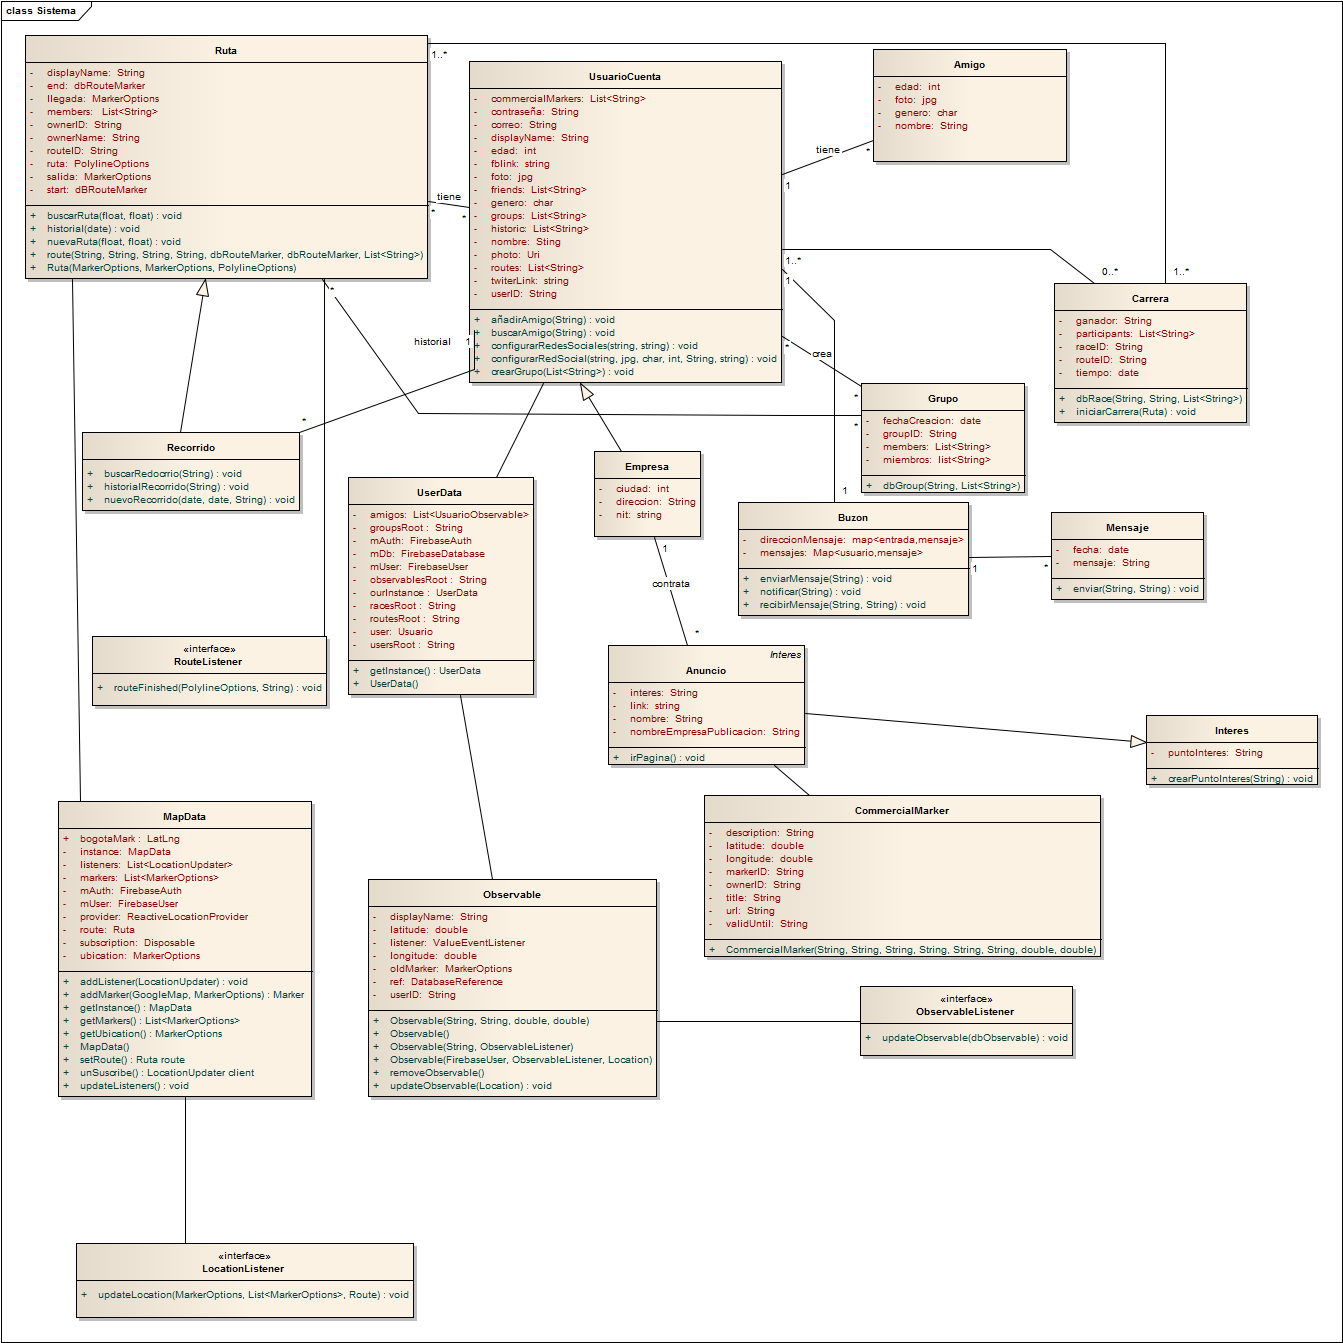 class Sistema
Ruta
- displayName: String
- end: dbRouteMarker
- llegada: MarkerOptions
- members: List<String>
- ownerID: String
- ownerName: String
- routeID: String
- ruta: PolylineOptions
- salida: MarkerOptions
- start: dBRouteMarker
+ buscarRuta(float, float) : void
+ historial(date) : void
+ nuevaRuta(float, float) : void
+ route(String, String, String, String, dbRouteMarker, dbRouteMarker, List<String>)
+ Ruta(MarkerOptions, MarkerOptions, PolylineOptions)
1..*
tiene
*
*
UsuarioCuenta
- commercialMarkers: List<String>
- contraseña: String
- correo: String
- displayName: String
- edad: int
- fblink: string
- foto: jpg
- friends: List<String>
- genero: char
- groups: List<String>
- historic: List<String>
- nombre: Sting
- photo: Uri
- routes: List<String>
- twiterLink: string
- userID: String
+ añadirAmigo(String) : void
+ buscarAmigo(String) : void
+ configurarRedesSociales(string, string) : void
+ configurarRedSocial(string, jpg, char, int, String, string) : void
+ crearGrupo(List<String>) : void
Amigo
- edad: int
- foto: jpg
- genero: char
- nombre: String
tiene
*
1
1..*
1
0..*
1..*
Carrera
- ganador: String
- participants: List<String>
- raceID: String
- routeID: String
- tiempo: date
+ dbRace(String, String, List<String>)
+ iniciarCarrera(Ruta) : void
*
historial
1
*
*
crea
*
*
Grupo
- fechaCreacion: date
- groupID: String
- members: List<String>
- miembros: list<String>
+ dbGroup(String, List<String>)
Recorrido
+ buscarRedocrrio(String) : void
+ historialRecorrido(String) : void
+ nuevoRecorrido(date, date, String) : void
UserData
- amigos: List<UsuarioObservable>
- groupsRoot : String
- mAuth: FirebaseAuth
- mDb: FirebaseDatabase
- mUser: FirebaseUser
- observablesRoot : String
- ourInstance : UserData
- racesRoot : String
- routesRoot : String
- user: Usuario
- usersRoot : String
+ getInstance() : UserData
+ UserData()
Empresa
- ciudad: int
- direccion: String
- nit: string
1
contrata
*
1
Buzon
- direccionMensaje: map<entrada,mensaje>
- mensajes: Map<usuario,mensaje>
+ enviarMensaje(String) : void
+ notificar(String) : void
+ recibirMensaje(String, String) : void
1
*
Mensaje
- fecha: date
- mensaje: String
+ enviar(String, String) : void
«interface»
RouteListener
+ routeFinished(PolylineOptions, String) : void
Interes
Anuncio
- interes: String
- link: string
- nombre: String
- nombreEmpresaPublicacion: String
+ irPagina() : void
Interes
- puntoInteres: String
+ crearPuntoInteres(String) : void
MapData
+ bogotaMark : LatLng
- instance: MapData
- listeners: List<LocationUpdater>
- markers: List<MarkerOptions>
- mAuth: FirebaseAuth
- mUser: FirebaseUser
- provider: ReactiveLocationProvider
- route: Ruta
- subscription: Disposable
- ubication: MarkerOptions
+ addListener(LocationUpdater) : void
+ addMarker(GoogleMap, MarkerOptions) : Marker
+ getInstance() : MapData
+ getMarkers() : List<MarkerOptions>
+ getUbication() : MarkerOptions
+ MapData()
+ setRoute() : Ruta route
+ unSuscribe() : LocationUpdater client
+ updateListeners() : void
CommercialMarker
- description: String
- latitude: double
- longitude: double
- markerID: String
- ownerID: String
- title: String
- url: String
- validUntil: String
+ CommercialMarker(String, String, String, String, String, String, double, double)
Observable
- displayName: String
- latitude: double
- listener: ValueEventListener
- longitude: double
- oldMarker: MarkerOptions
- ref: DatabaseReference
- userID: String
+ Observable(String, String, double, double)
+ Observable()
+ Observable(String, ObservableListener)
+ Observable(FirebaseUser, ObservableListener, Location)
+ removeObservable()
+ updateObservable(Location) : void
«interface»
ObservableListener
+ updateObservable(dbObservable) : void
«interface»
LocationListener
+ updateLocation(MarkerOptions, List<MarkerOptions>, Route) : void